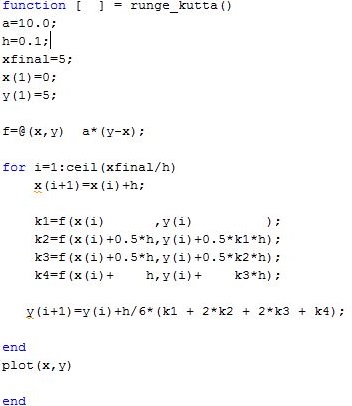 function [  ] = runge_kutta()
a=10.0;
h=0.1;
xfinal=5;
x(1)=0;
y(1)=5;
f=@(x,y)  a*(y-x);
for i=1:ceil(xfinal/h)
    x(i+1)=x(i)+h;
    k1=f(x(i)      ,y(i)         );
    k2=f(x(i)+0.5*h,y(i)+0.5*k1*h);
    k3=f(x(i)+0.5*h,y(i)+0.5*k2*h);
    k4=f(x(i)+    h,y(i)+    k3*h);
   y(i+1)=y(i)+h/6*(k1 + 2*k2 + 2*k3 + k4);
end
plot(x,y)
end